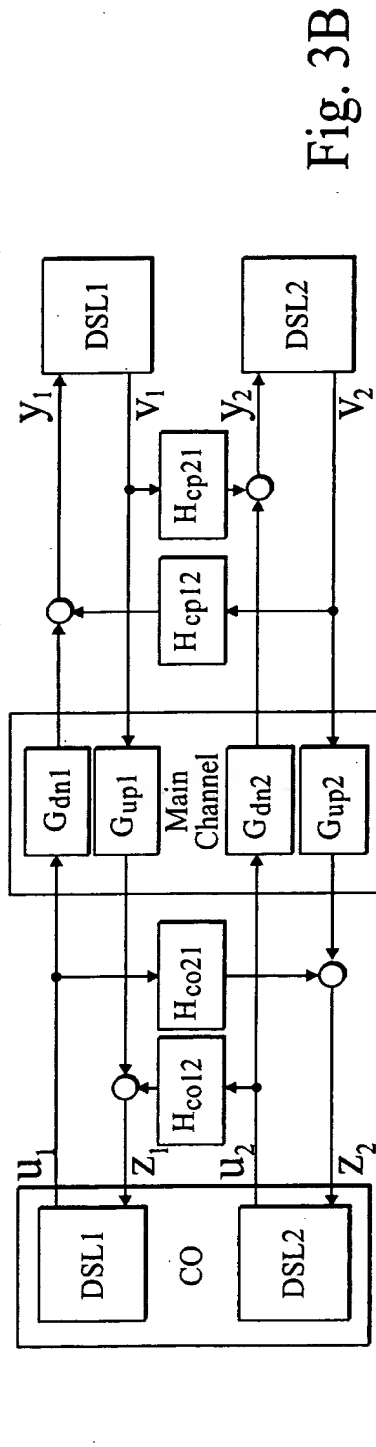 DSL1
CO
DSL2
u1
z1
u2
z2
Hco12
Hco21
Gdn1
Gup1
Main
Channel
Gdn2
Gup2
Hcp12
Hcp21
y1
v1
y2
v2
DSL1
DSL2
Fig. 3B